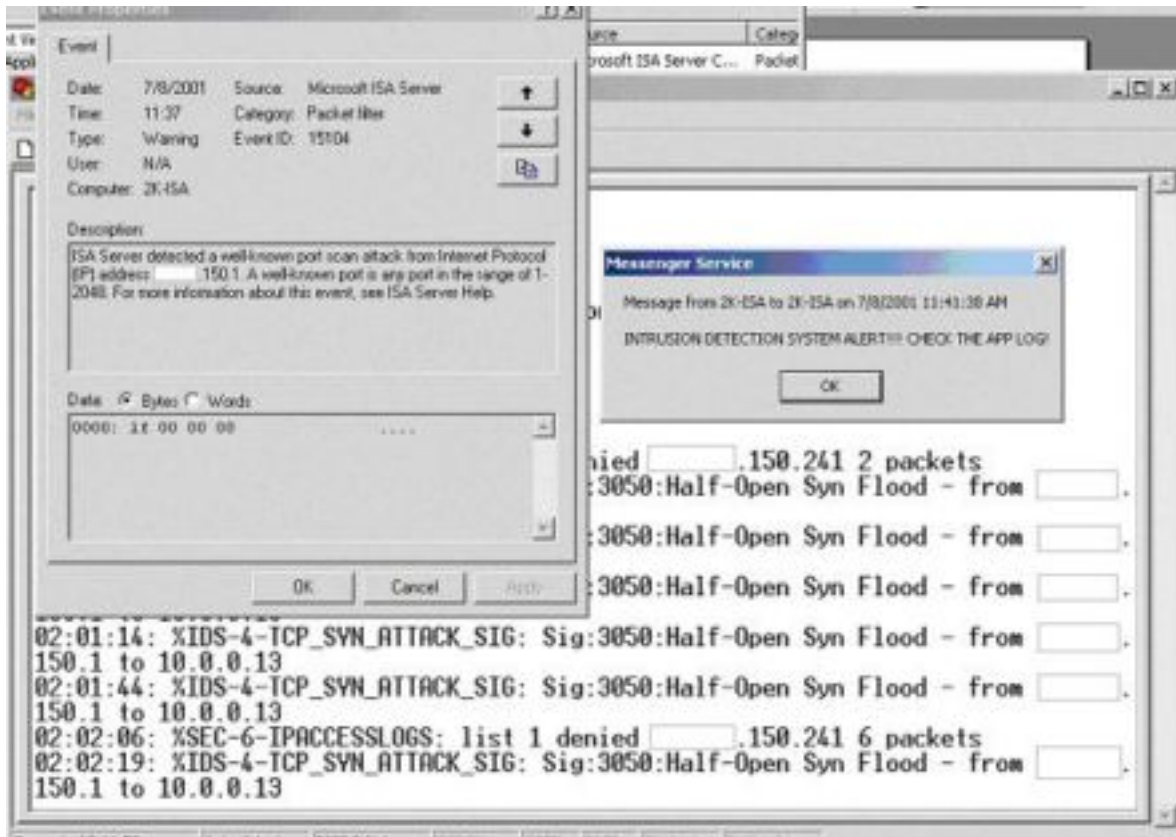 Event
Date: 7/8/2001 Source: Microsoft ISA Server
Time: 11:37 Category: Packet filter
Type: Warning Event ID: 15104
User: N/A
Computer: 2K-ISA
Description:
ISA Server detected a well-known port scan attack from Internet Protocol
(IP) address .150.1. A well-known port is any port in the range of 1-
2048. For more information about this event, see ISA Server Help.
Data: Bytes Words
0000: 1f 00 00 00 ....
OK Cancel Apply
Categ
rosoft ISA Server C... Packet
Messenger Service
Message from 2K-ISA to 2K-ISA on 7/8/2001 11:41:38 AM
INTRUSION DETECTION SYSTEM ALERT!!! CHECK THE APP LOG!
OK
nied .150.241 2 packets
:3050:Half-Open Syn Flood - from .
:3050:Half-Open Syn Flood - from .
:3050:Half-Open Syn Flood - from .
02:01:14: %IDS-4-TCP_SYN_ATTACK_SIG: Sig:3050:Half-Open Syn Flood - from .
150.1 to 10.0.0.13
02:01:44: %IDS-4-TCP_SYN_ATTACK_SIG: Sig:3050:Half-Open Syn Flood - from .
150.1 to 10.0.0.13
02:02:06: %SEC-6-IPACCESSLOGS: list 1 denied .150.241 6 packets
02:02:19: %IDS-4-TCP_SYN_ATTACK_SIG: Sig:3050:Half-Open Syn Flood - from .
150.1 to 10.0.0.13